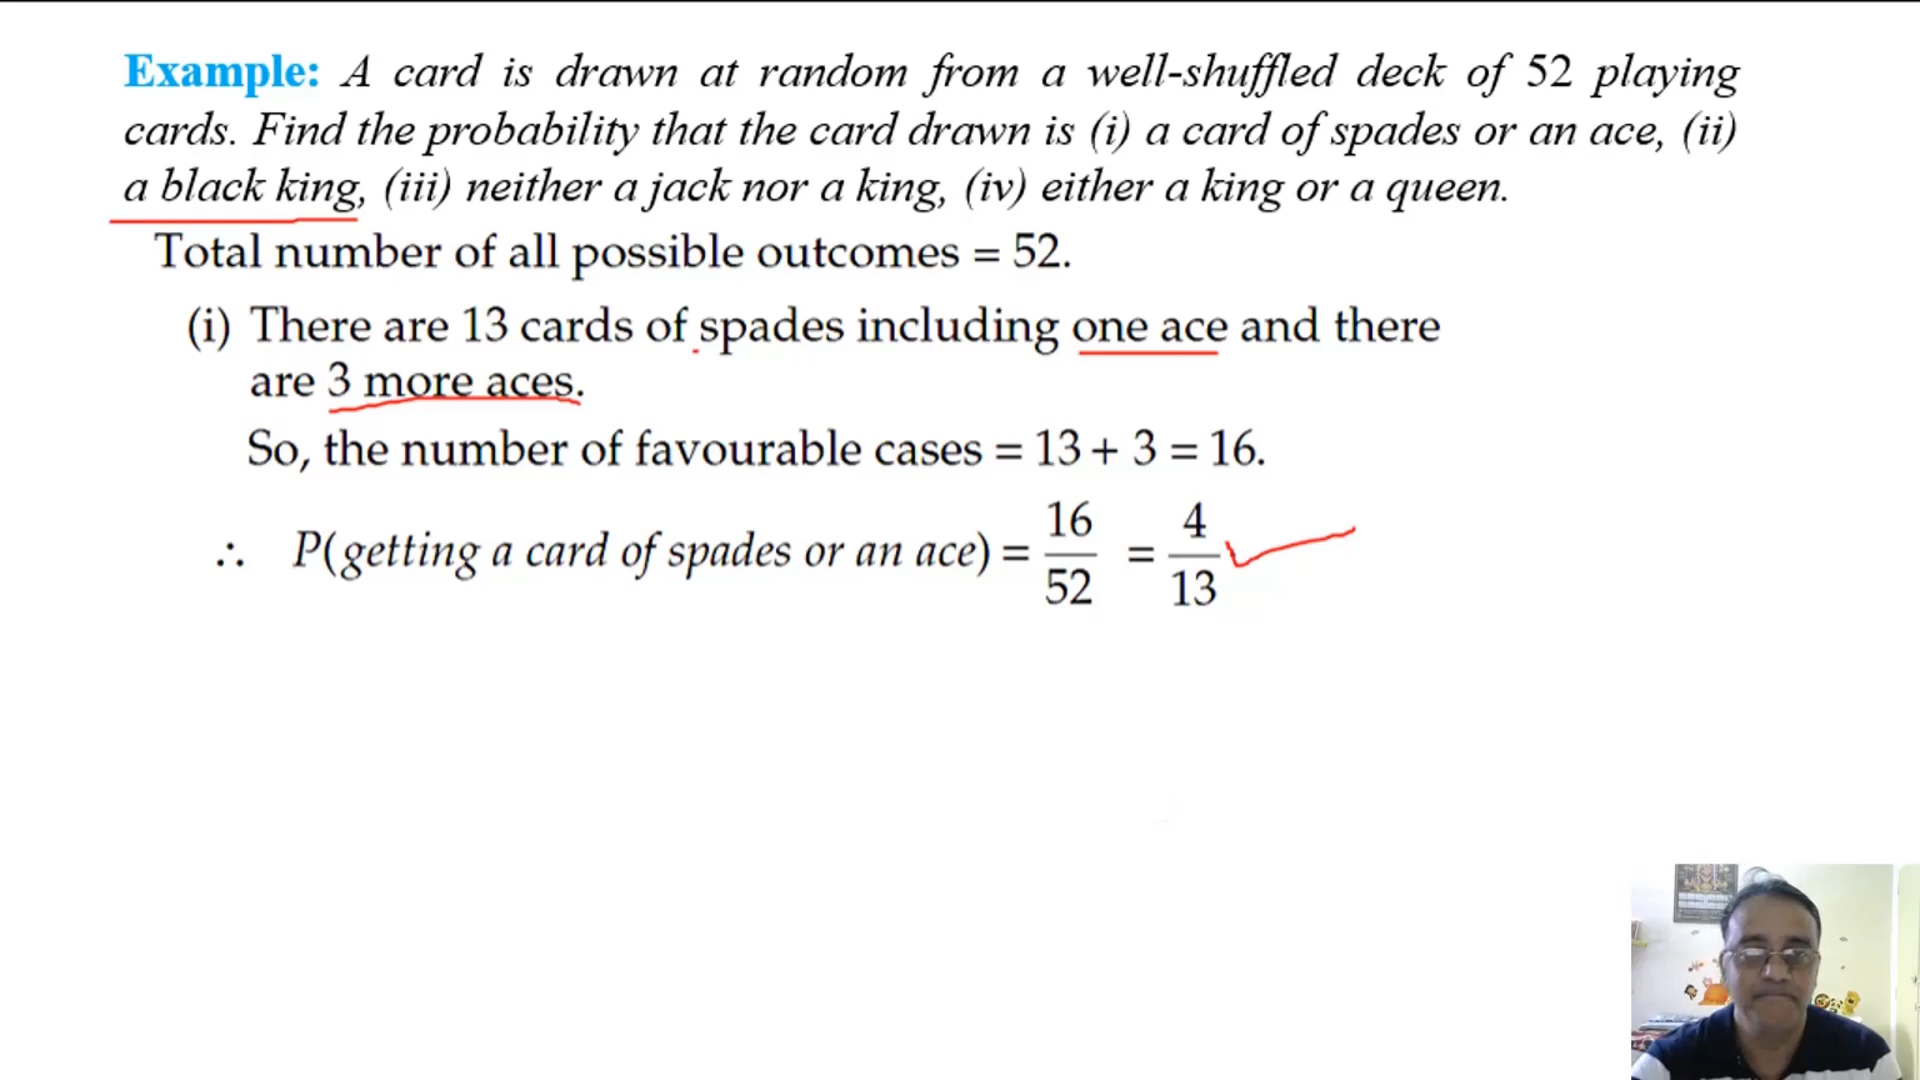 Example: A card is drawn at random from a well-shuffled deck of 52 playing
cards. Find the probability that the card drawn is (i) a card of spades or an ace, (ii)
a black king, (iii) neither a jack nor a king, (iv) either a king or a queen.
Total number of all possible outcomes = 52.
(i) There are 13 cards of spades including one ace and there
are 3 more aces.
So, the number of favourable cases = 13 + 3 = 16.
∴ P(getting a card of spades or an ace) = 16/52 = 4/13